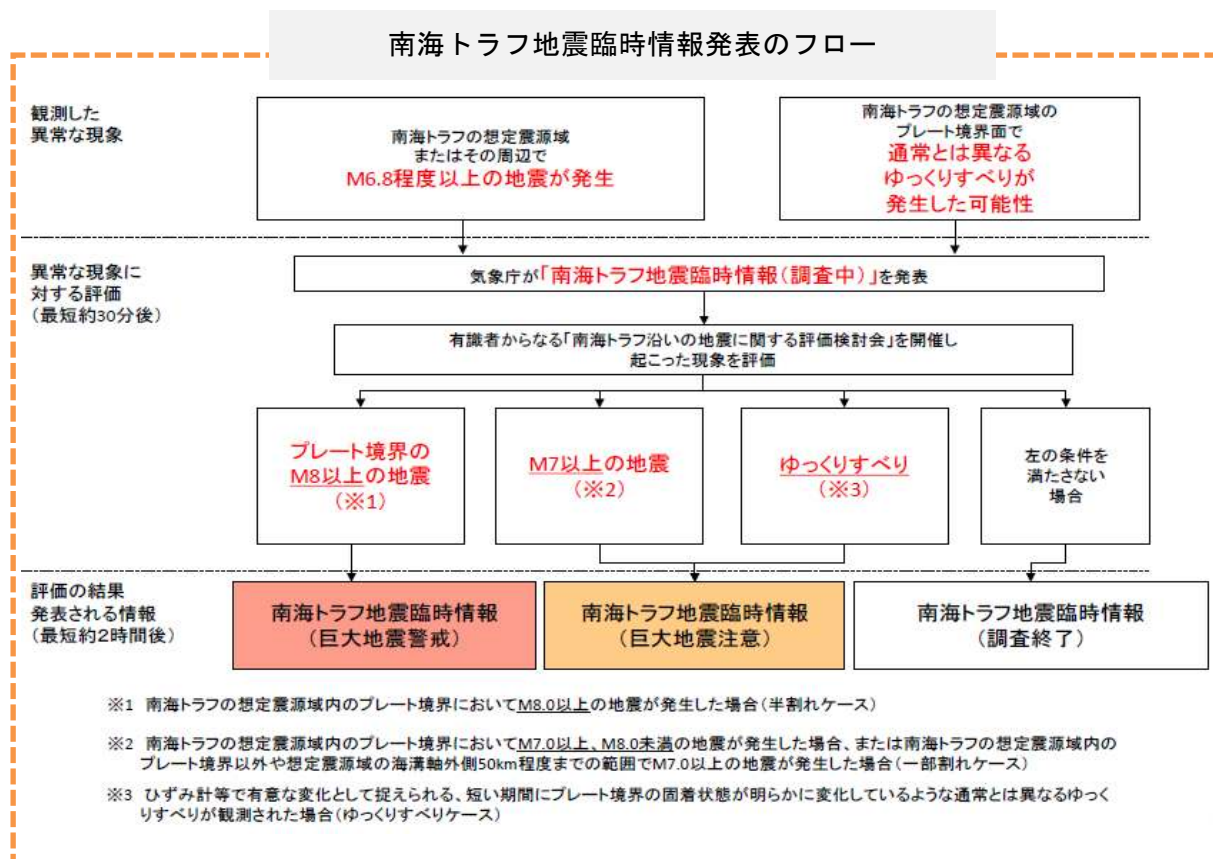 南海トラフ地震臨時情報発表のフロー
観測した
異常な現象
南海トラフの想定震源域
またはその周辺で
M6.8程度以上の地震が発生
南海トラフの想定震源域の
プレート境界面で
通常とは異なる
ゆっくりすべりが
発生した可能性
異常な現象に
対する評価
(最短約30分後)
気象庁が「南海トラフ地震臨時情報(調査中)」を発表
有識者からなる「南海トラフ沿いの地震に関する評価検討会」を開催し
起こった現象を評価
プレート境界の
M8以上の地震
(※1)
M7以上の地震
(※2)
ゆっくりすべり
(※3)
左の条件を
満たさない
場合
評価の結果
発表される情報
(最短約2時間後)
南海トラフ地震臨時情報
(巨大地震警戒)
南海トラフ地震臨時情報
(巨大地震注意)
南海トラフ地震臨時情報
(調査終了)
※1 南海トラフの想定震源域内のプレート境界においてM8.0以上の地震が発生した場合(半割れケース)
※2 南海トラフの想定震源域内のプレート境界においてM7.0以上、M8.0未満の地震が発生した場合、または南海トラフの想定震源域内の
プレート境界以外や想定震源域の海溝軸外側50km程度までの範囲でM7.0以上の地震が発生した場合(一部割れケース)
※3 ひずみ計等で有意な変化として捉えられる、短い期間にプレート境界の固着状態が明らかに変化しているような通常とは異なるゆっく
りすべりが観測された場合(ゆっくりすべりケース)